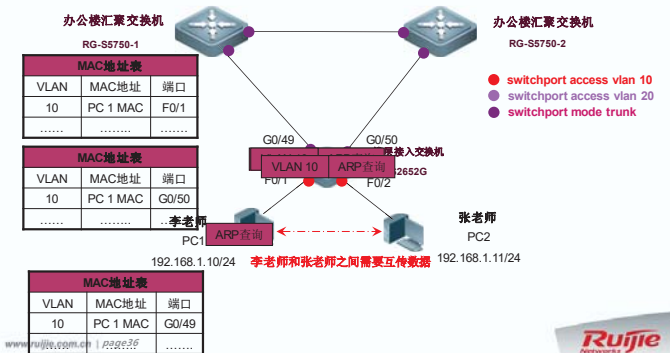 办公楼汇聚交换机
RG-S5750-1
办公楼汇聚交换机
RG-S5750-2
MAC地址表
VLAN MAC地址 端口
10 PC 1 MAC F0/1
…… …….. …….
switchport access vlan 10
switchport access vlan 20
switchport mode trunk
G0/49
G0/50
接入交换机
S2652G
VLAN 10
ARP查询
F0/1
F0/2
MAC地址表
VLAN MAC地址 端口
10 PC 1 MAC G0/50
…… ……..
李老师
PC1
ARP查询
192.168.1.10/24
张老师
PC2
192.168.1.11/24
李老师和张老师之间需要互传数据
MAC地址表
VLAN MAC地址 端口
10 PC 1 MAC G0/49
…… …….. …….
www.ruijie.com.cn | page36
Ruijie
Networks